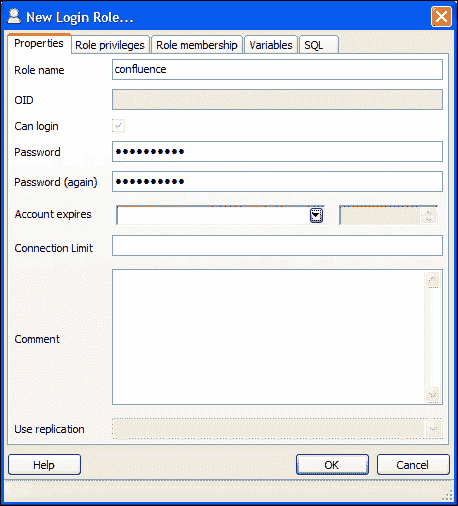 New Login Role...
Properties Role privileges Role membership Variables SQL
Role name confluence
OID
Can login
Password ••••••••••
Password (again) ••••••••••
Account expires
Connection Limit
Comment
Use replication
Help OK Cancel